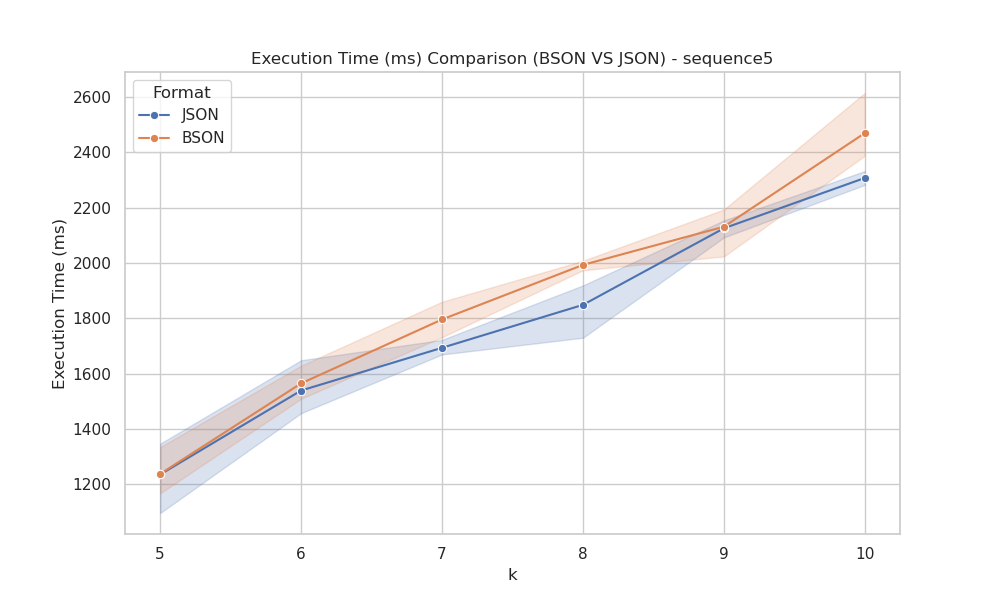 Execution Time (ms) Comparison (BSON VS JSON) - sequence5
Format
JSON
BSON
Execution Time (ms)
2600
2400
2200
2000
1800
1600
1400
1200
5 6 7 8 9 10
k